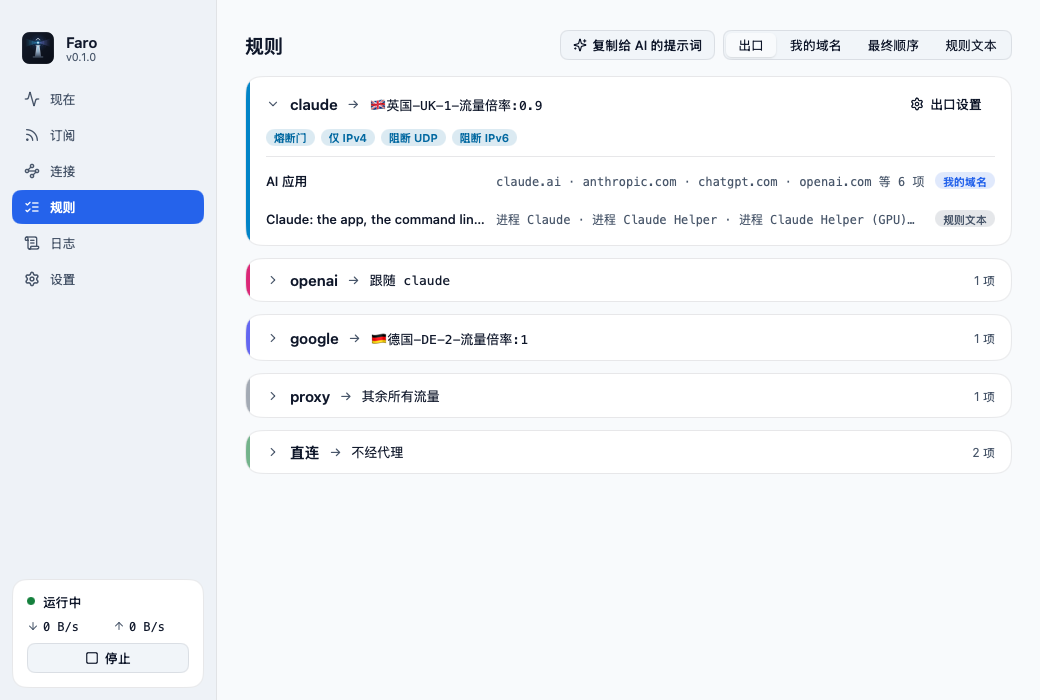 Faro
v0.1.0
现在
订阅
连接
规则
日志
设置
运行中
↓ 0 B/s ↑ 0 B/s
停止
规则
复制给 AI 的提示词
出口 我的域名 最终顺序 规则文本
claude → 🇬🇧英国—UK—1—流量倍率:0.9 出口设置
熔断门 仅 IPv4 阻断 UDP 阻断 IPv6
AI 应用 claude.ai · anthropic.com · chatgpt.com · openai.com 等 6 项 我的域名
Claude: the app, the command lin... 进程 Claude · 进程 Claude Helper · 进程 Claude Helper (GPU)… 规则文本
openai → 跟随 claude 1 项
google → 🇩🇪德国—DE—2—流量倍率:1 1 项
proxy → 其余所有流量 1 项
直连 → 不经代理 2 项